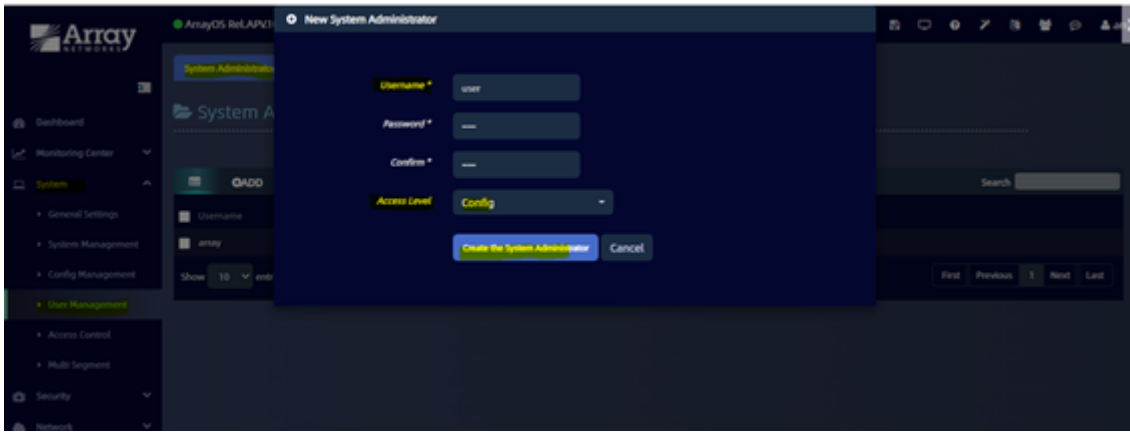 Array
NETWORKS
ArrayOS Rel.APV.1
New System Administrator
System Administrato
System A
Dashboard
Monitoring Center
System
General Settings
System Management
Config Management
User Management
Access Control
Multi Segment
Security
Network
Username *
user
Password *
Confirm *
Access Level
Config
Create the System Administrator
Cancel
ADD
Search
Username
array
Show 10 entr
First Previous 1 Next Last